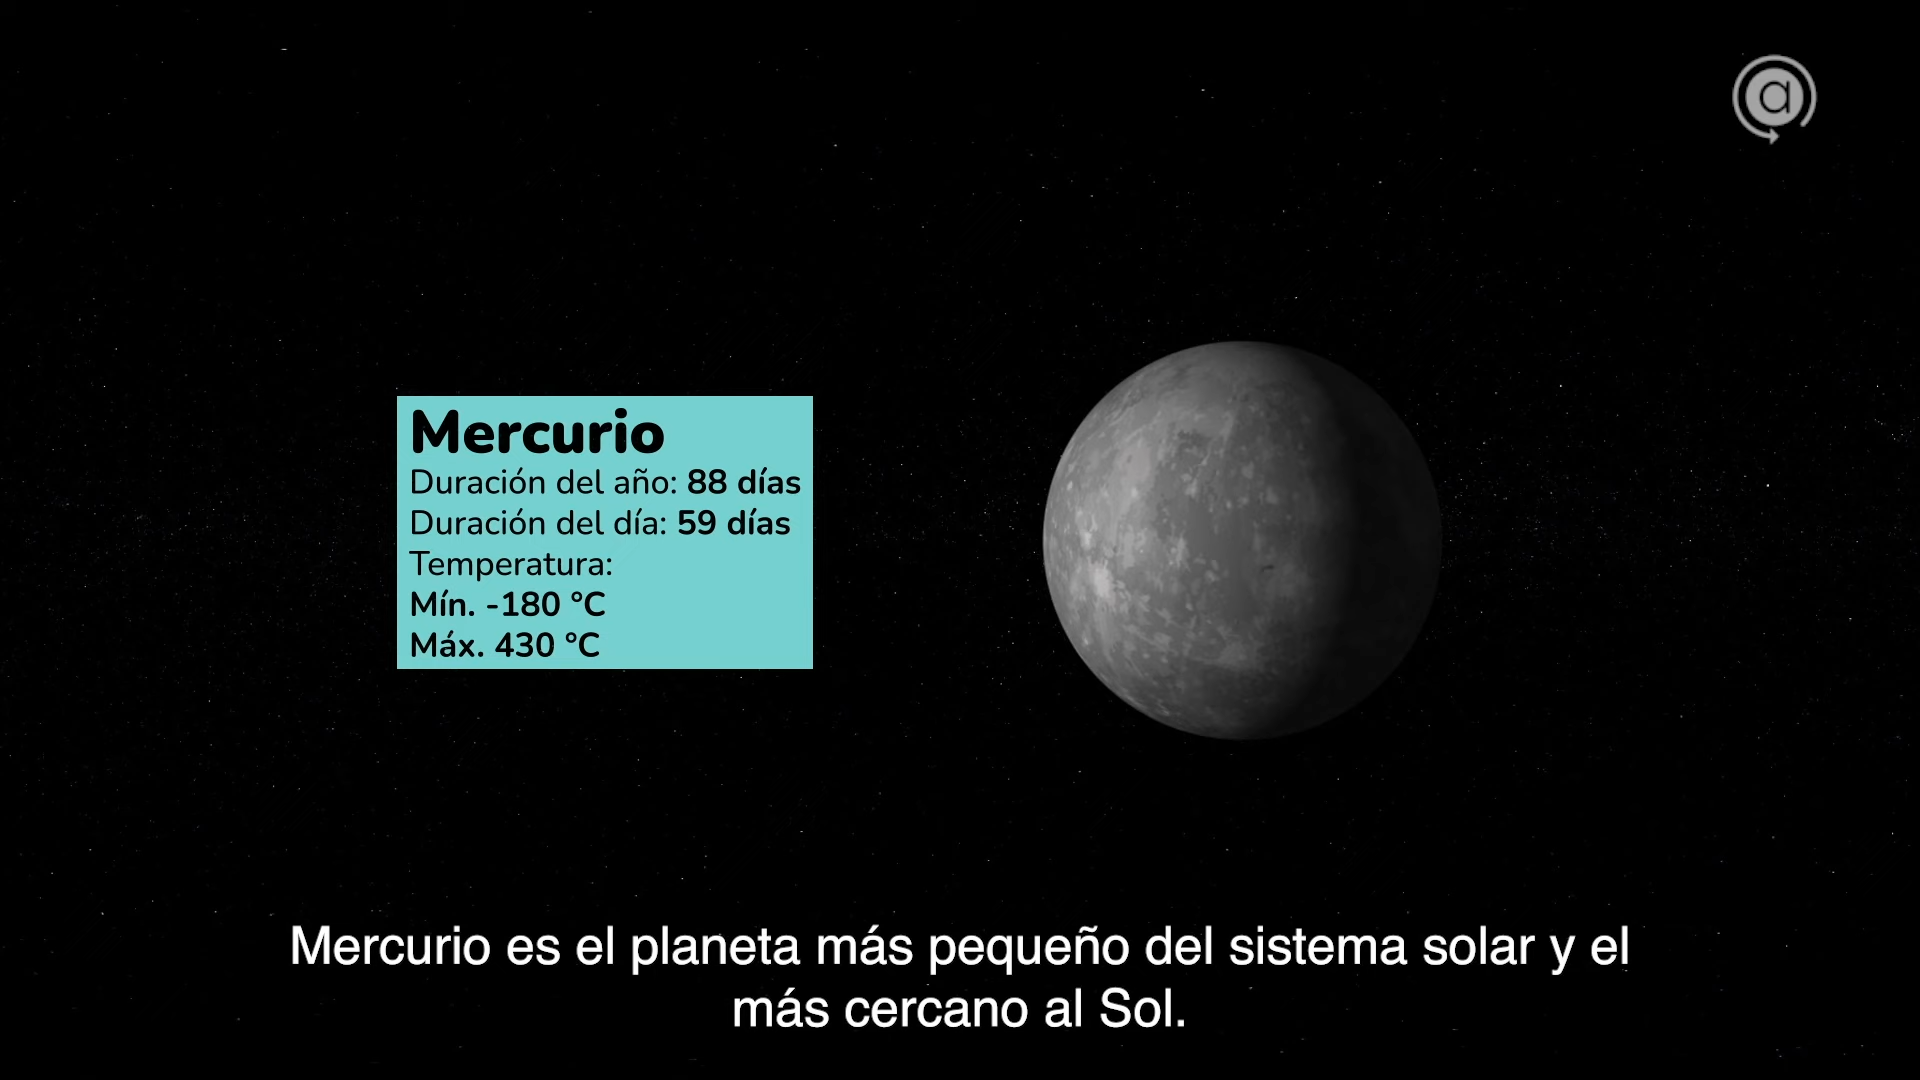 Mercurio
Duración del año: 88 días
Duración del día: 59 días
Temperatura:
Mín. -180 °C
Máx. 430 °C
Mercurio es el planeta más pequeño del sistema solar y el
más cercano al Sol.